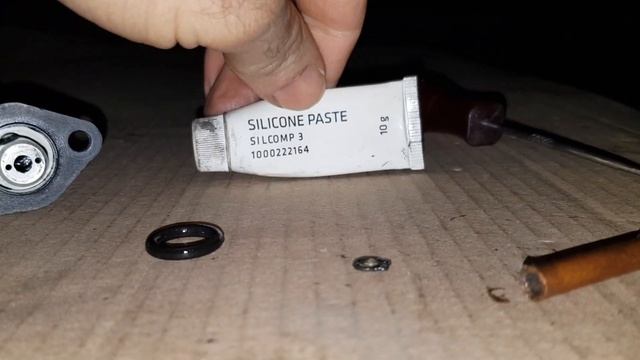 SILICONE PASTE
SILCOMP 3
1000222164
10 g